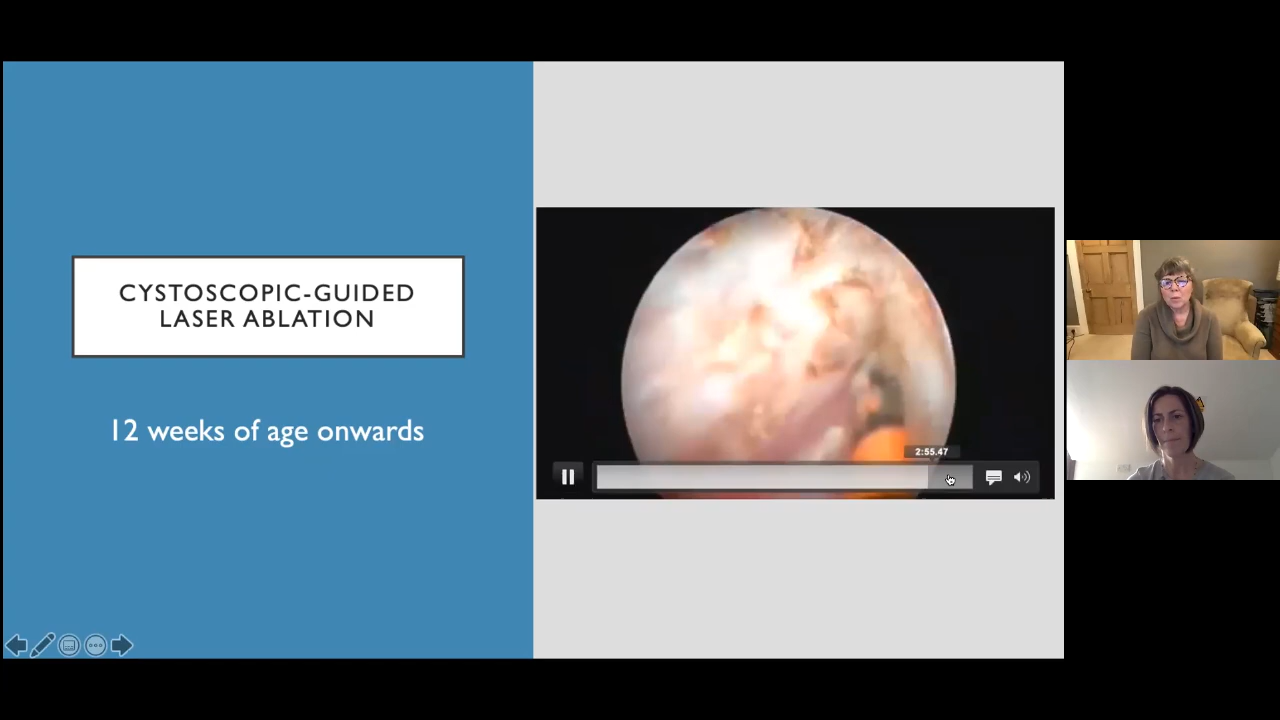 CYSTOSCOPIC-GUIDED
LASER ABLATION
12 weeks of age onwards
2:55.47